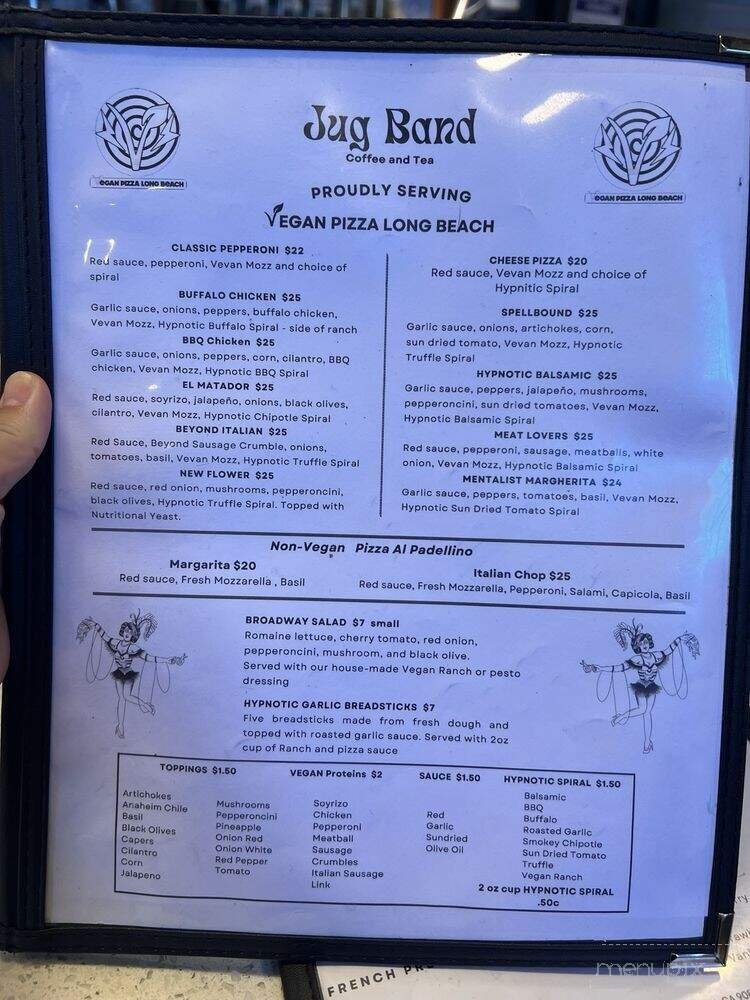 Jug Band
Coffee and Tea
VEGAN PIZZA LONG BEACH
VEGAN PIZZA LONG BEACH
PROUDLY SERVING
VEGAN PIZZA LONG BEACH
CLASSIC PEPPERONI $22
Red sauce, pepperoni, Vevan Mozz and choice of
spiral
BUFFALO CHICKEN $25
Garlic sauce, onions, peppers, buffalo chicken,
Vevan Mozz, Hypnotic Buffalo Spiral - side of ranch
BBQ Chicken $25
Garlic sauce, onions, peppers, corn, cilantro, BBQ
chicken, Vevan Mozz, Hypnotic BBQ Spiral
EL MATADOR $25
Red sauce, soyrizo, jalapeño, onions, black olives,
cilantro, Vevan Mozz, Hypnotic Chipotle Spiral
BEYOND ITALIAN $25
Red Sauce, Beyond Sausage Crumble, onions,
tomatoes, basil, Vevan Mozz, Hypnotic Truffle Spiral
NEW FLOWER $25
Red sauce, red onion, mushrooms, pepperoncini,
black olives, Hypnotic Truffle Spiral. Topped with
Nutritional Yeast.
CHEESE PIZZA $20
Red sauce, Vevan Mozz and choice of
Hypnitic Spiral
SPELLBOUND $25
Garlic sauce, onions, artichokes, corn,
sun dried tomato, Vevan Mozz, Hypnotic
Truffle Spiral
HYPNOTIC BALSAMIC $25
Garlic sauce, peppers, jalapeño, mushrooms,
pepperoncini, sun dried tomatoes, Vevan Mozz,
Hypnotic Balsamic Spiral
MEAT LOVERS $25
Red sauce, pepperoni, sausage, meatballs, white
onion, Vevan Mozz, Hypnotic Balsamic Spiral
MENTALIST MARGHERITA $24
Garlic sauce, peppers, tomatoes, basil, Vevan Mozz,
Hypnotic Sun Dried Tomato Spiral
Non-Vegan Pizza Al Padellino
Margarita $20
Red sauce, Fresh Mozzarella , Basil
Italian Chop $25
Red sauce, Fresh Mozzarella, Pepperoni, Salami, Capicola, Basil
BROADWAY SALAD $7 small
Romaine lettuce, cherry tomato, red onion,
pepperoncini, mushroom, and black olive.
Served with our house-made Vegan Ranch or pesto
dressing
HYPNOTIC GARLIC BREADSTICKS $7
Five breadsticks made from fresh dough and
topped with roasted garlic sauce. Served with 2oz
cup of Ranch and pizza sauce
TOPPINGS $1.50
Artichokes
Anaheim Chile
Basil
Black Olives
Capers
Cilantro
Corn
Jalapeno
Mushrooms
Pepperoncini
Pineapple
Onion Red
Onion White
Red Pepper
Tomato
VEGAN Proteins $2
Soyrizo
Chicken
Pepperoni
Meatball
Sausage
Crumbles
Italian Sausage
Link
SAUCE $1.50
Red
Garlic
Sundried
Olive Oil
HYPNOTIC SPIRAL $1.50
Balsamic
BBQ
Buffalo
Roasted Garlic
Smokey Chipotle
Sun Dried Tomato
Truffle
Vegan Ranch
2 oz cup HYPNOTIC SPIRAL
.50c
FRENCH
menupix